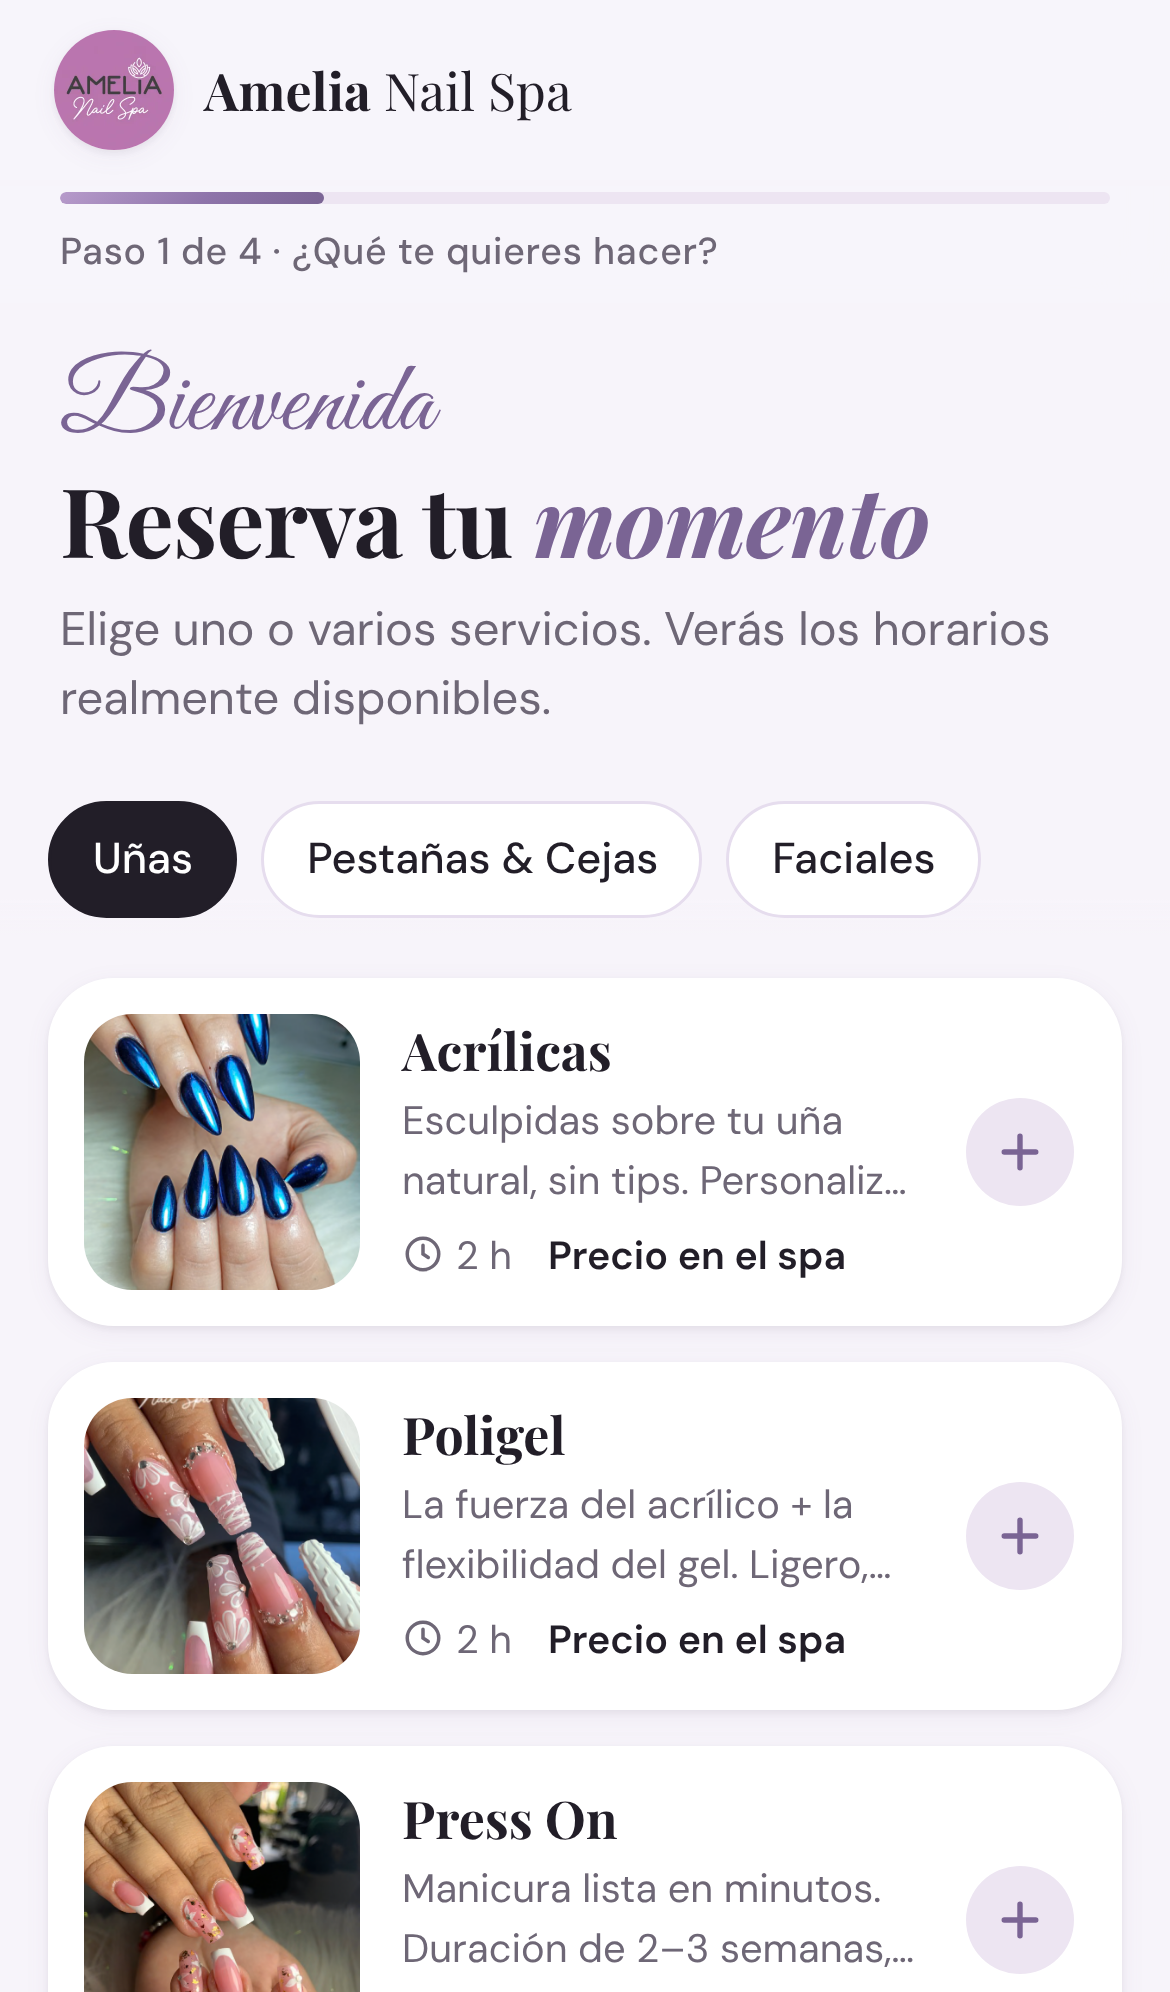 AMELIA
Nail Spa
Amelia Nail Spa
Paso 1 de 4 · ¿Qué te quieres hacer?
Bienvenida
Reserva tu momento
Elige uno o varios servicios. Verás los horarios
realmente disponibles.
Uñas
Pestañas & Cejas
Faciales
Acrílicas
Esculpidas sobre tu uña
natural, sin tips. Personaliz...
2 h Precio en el spa
Nail Spa
Poligel
La fuerza del acrílico + la
flexibilidad del gel. Ligero,...
2 h Precio en el spa
Press On
Manicura lista en minutos.
Duración de 2–3 semanas,...